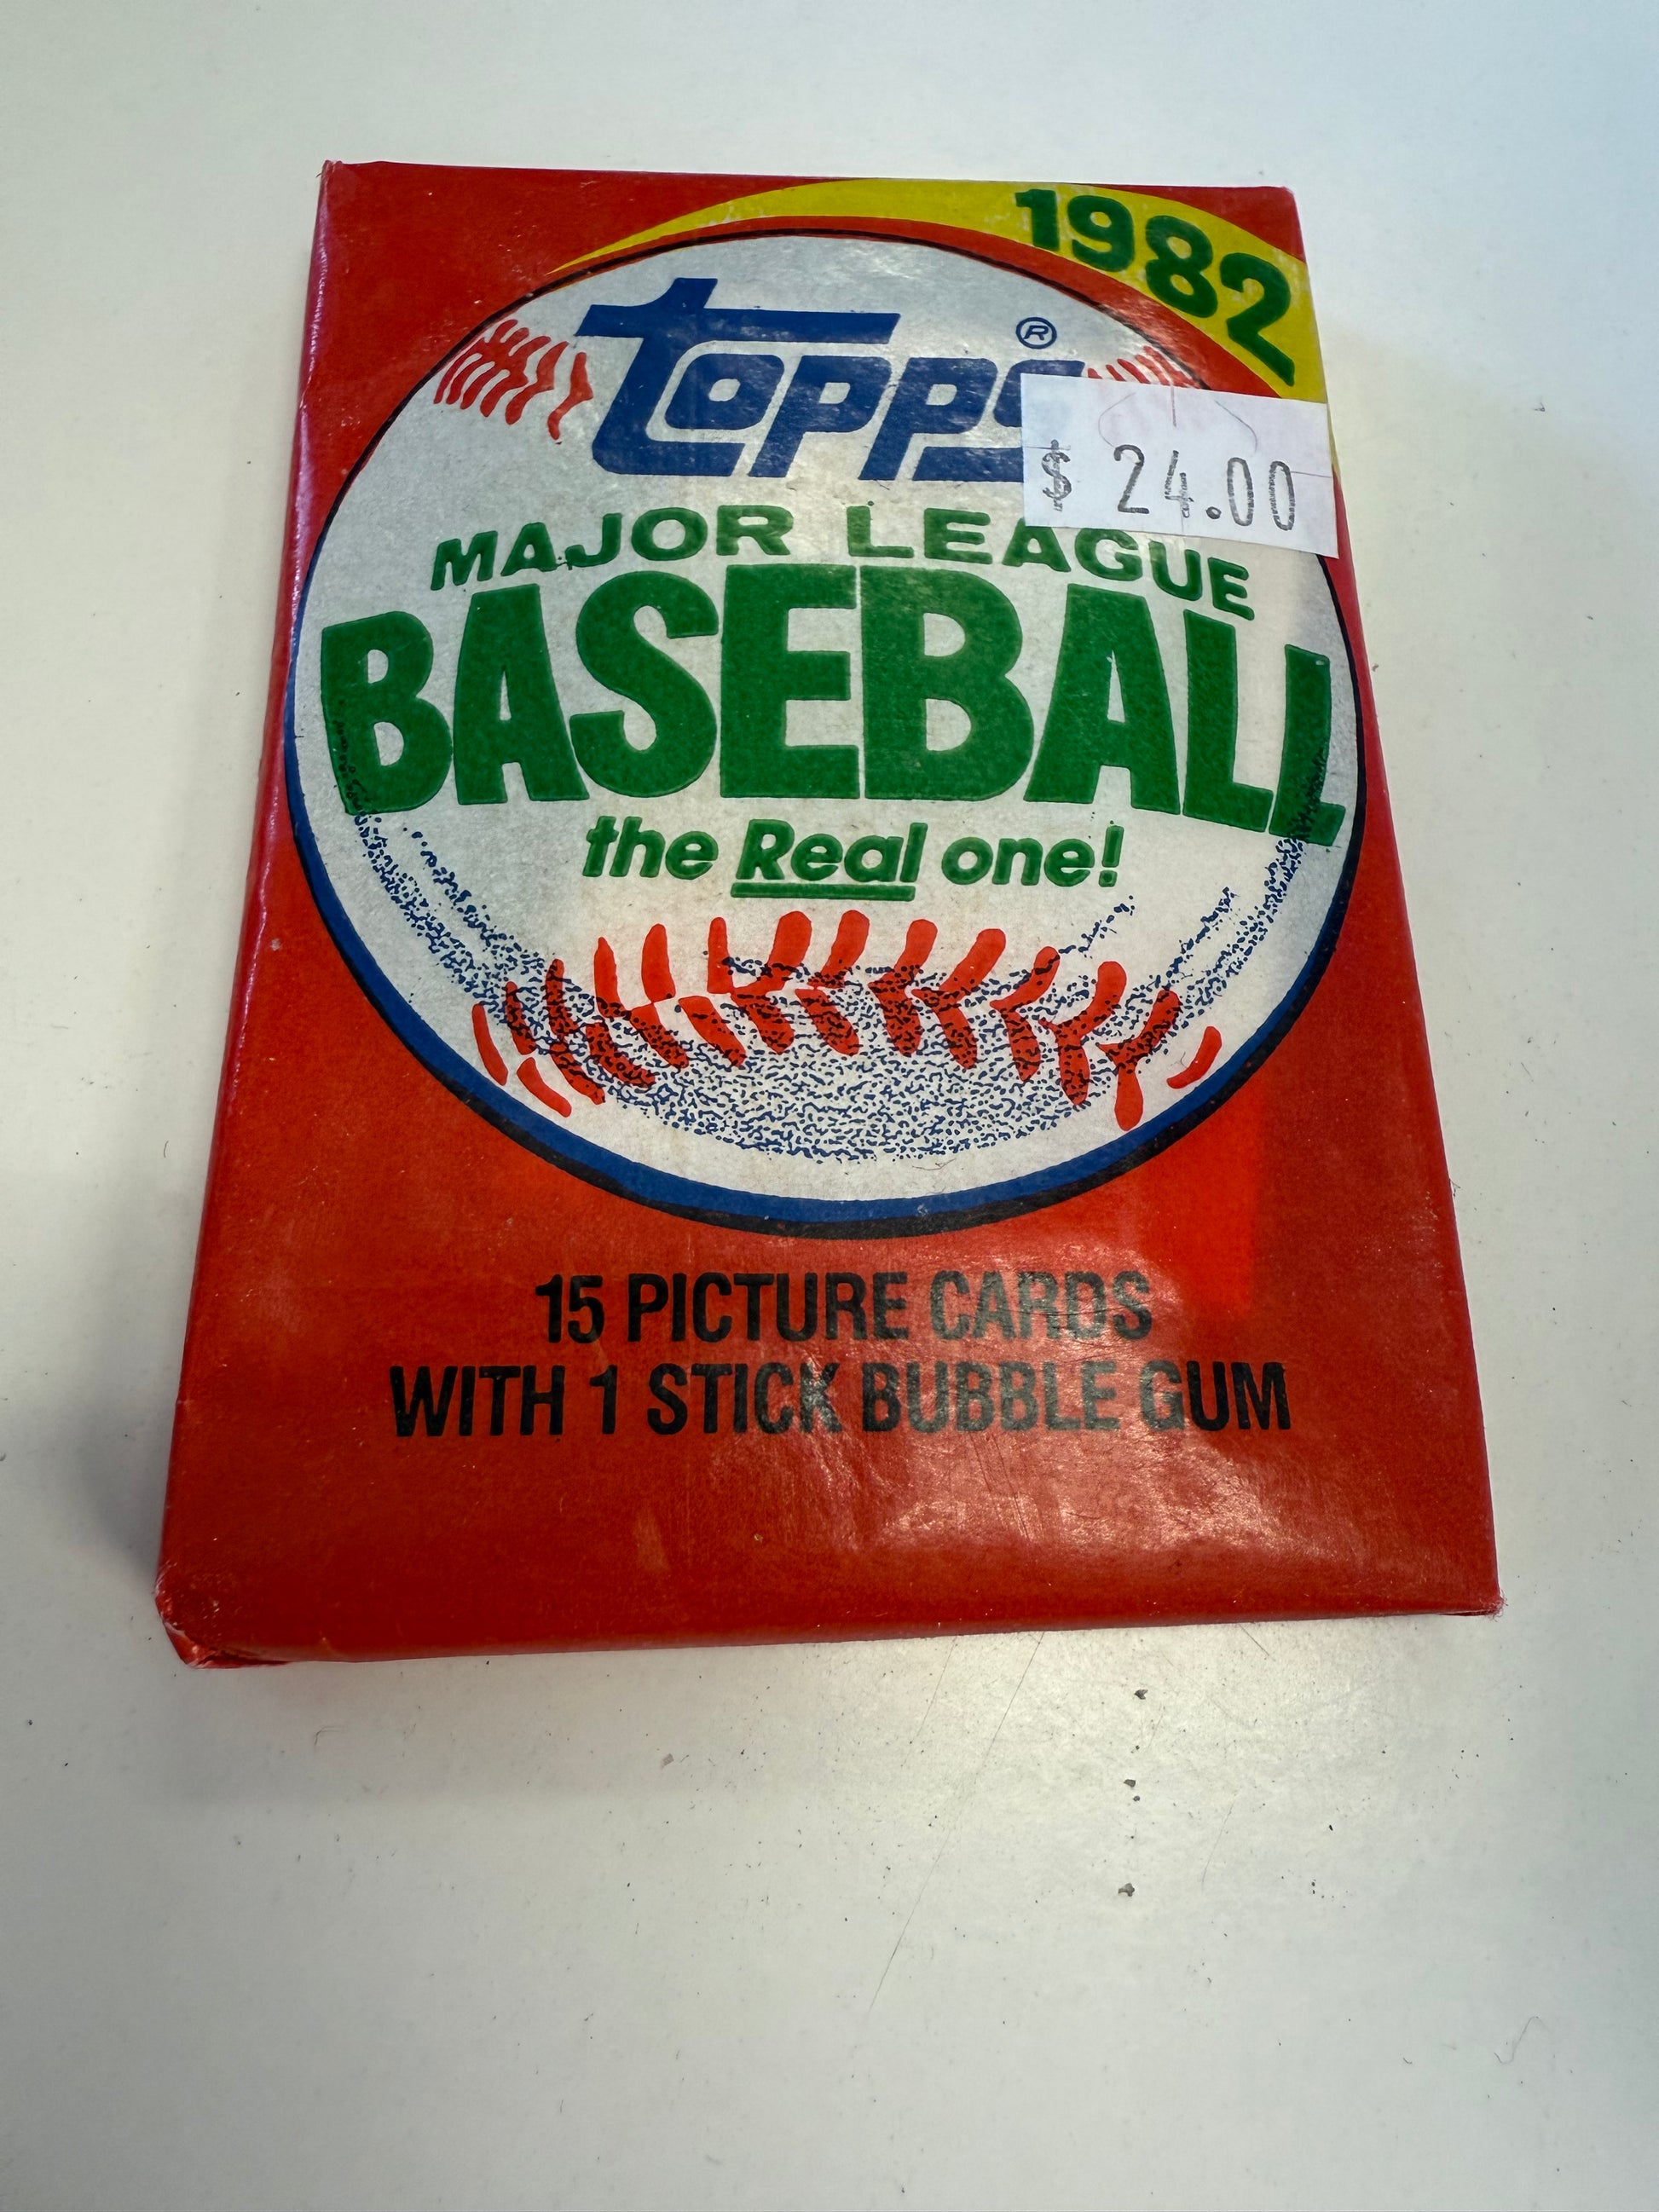 1982
Topps®
$ 24.00
MAJOR LEAGUE
BASEBALL
the Real one!
15 PICTURE CARDS
WITH 1 STICK BUBBLE GUM